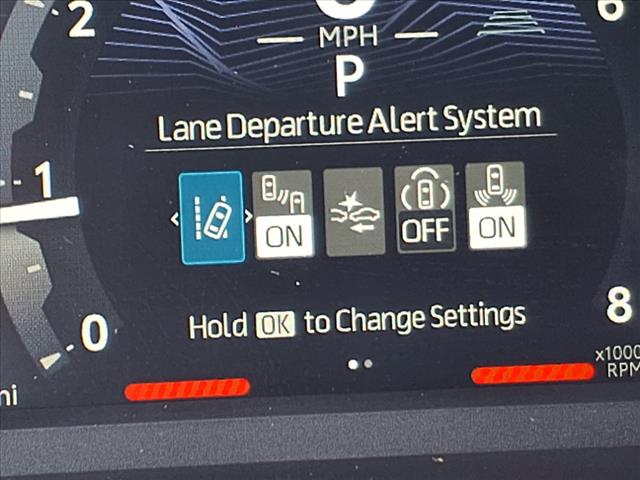 2
6
MPH
P
Lane Departure Alert System
1
ON
OFF
ON
Hold OK to Change Settings
0
8
x1000
RPM
mi